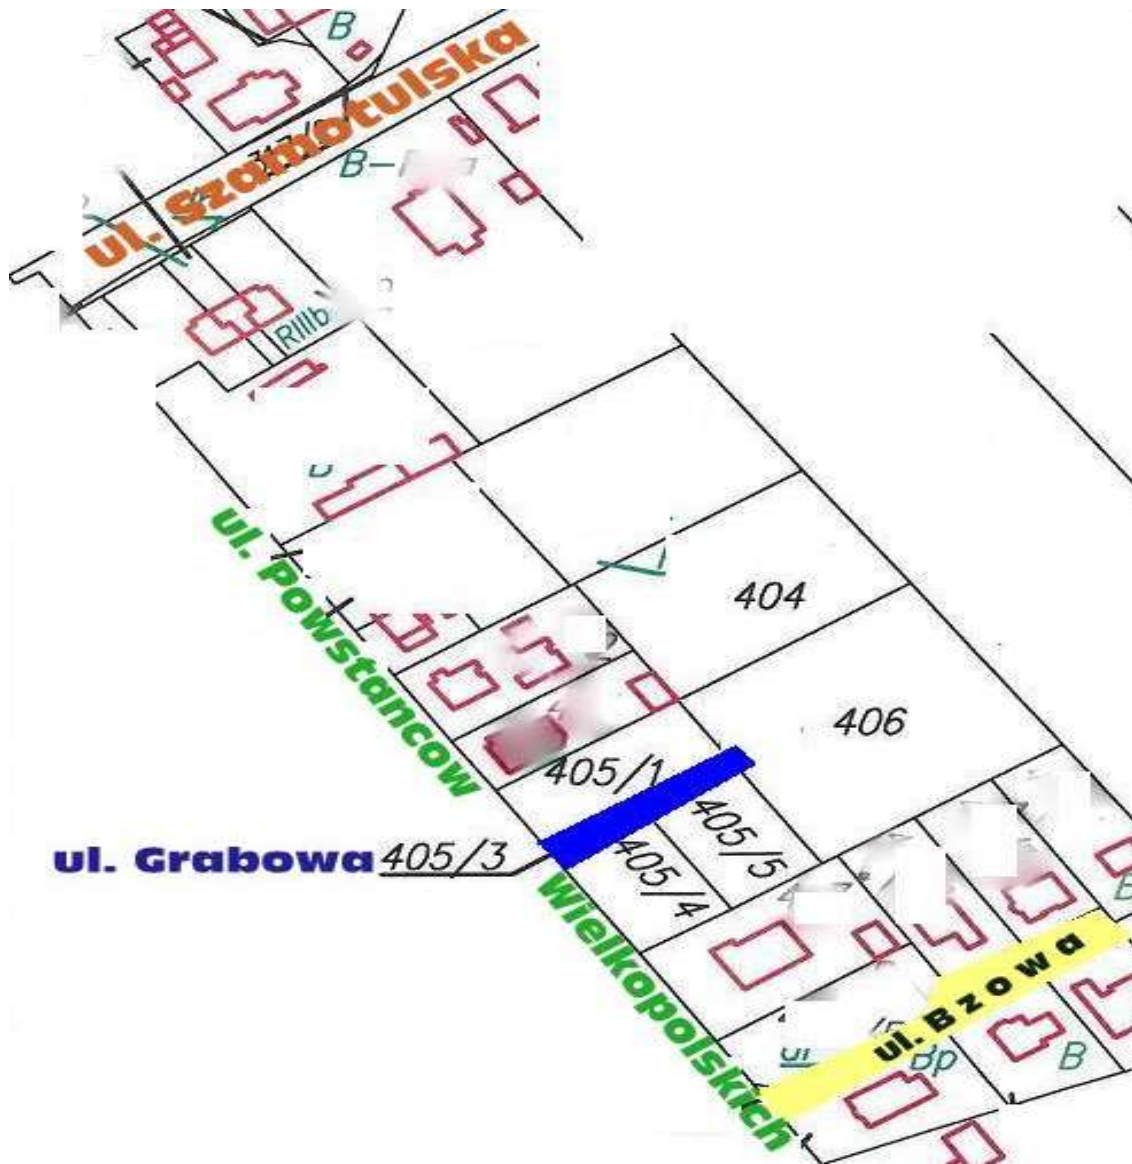 B
ul. Szamotulska
B-
RIIIb
ul. Powstancow
404
406
405/1
405/5
ul. Grabowa 405/3
405/4
Wielkopolskich
B
ul. Bzowa
Bp
B